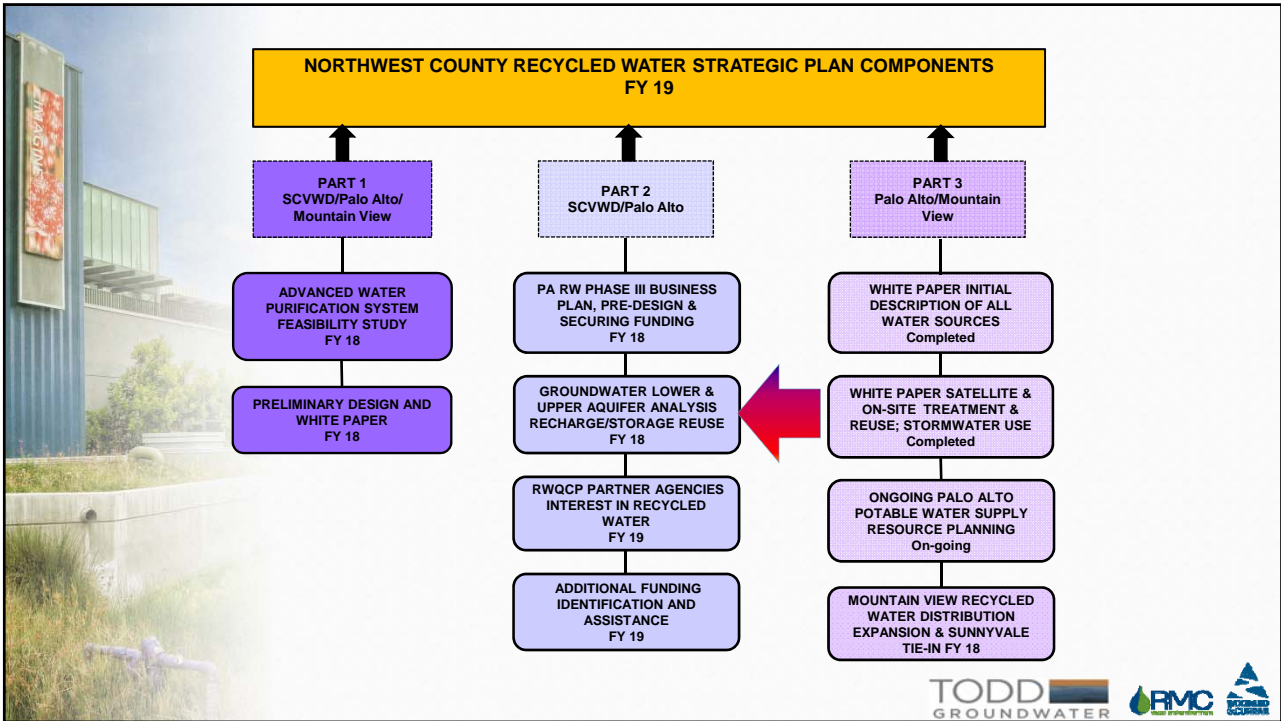 IMAGINE
NORTHWEST COUNTY RECYCLED WATER STRATEGIC PLAN COMPONENTS
FY 19
PART 1
SCVWD/Palo Alto/
Mountain View
ADVANCED WATER
PURIFICATION SYSTEM
FEASIBILITY STUDY
FY 18
PRELIMINARY DESIGN AND
WHITE PAPER
FY 18
PART 2
SCVWD/Palo Alto
PA RW PHASE III BUSINESS
PLAN, PRE-DESIGN &
SECURING FUNDING
FY 18
GROUNDWATER LOWER &
UPPER AQUIFER ANALYSIS
RECHARGE/STORAGE REUSE
FY 18
RWQCP PARTNER AGENCIES
INTEREST IN RECYCLED
WATER
FY 19
ADDITIONAL FUNDING
IDENTIFICATION AND
ASSISTANCE
FY 19
PART 3
Palo Alto/Mountain
View
WHITE PAPER INITIAL
DESCRIPTION OF ALL
WATER SOURCES
Completed
WHITE PAPER SATELLITE &
ON-SITE TREATMENT &
REUSE; STORMWATER USE
Completed
ONGOING PALO ALTO
POTABLE WATER SUPPLY
RESOURCE PLANNING
On-going
MOUNTAIN VIEW RECYCLED
WATER DISTRIBUTION
EXPANSION & SUNNYVALE
TIE-IN FY 18
TODD
GROUNDWATER
RMC